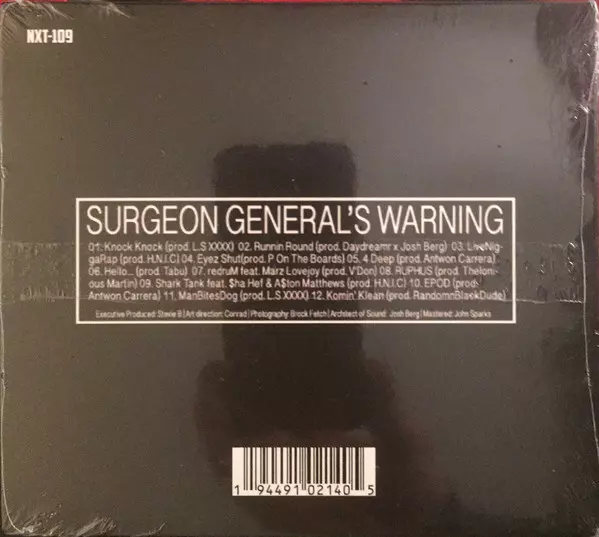 NXT-109
SURGEON GENERAL'S WARNING
01. Knock Knock (prod. L.S XXXX) 02. Runnin Round (prod. Daydreamr x Josh Berg) 03. LiveNig-
gaRap (prod. H.N.I.C) 04. Eyez Shut(prod. P On The Boards) 05. 4 Deep (prod. Antwon Carrera)
06. Hello... (prod. Tabu) 07. redruM feat. Marz Lovejoy (prod. V'Don) 08. RUPHUS (prod. Theloni-
ous Martin) 09. Shark Tank feat. $ha Hef & A$ton Matthews (prod. H.N.I.C) 10. EPOD (prod.
Antwon Carrera) 11. ManBitesDog (prod. L.S XXXX) 12. Komin' Klean (prod. RandomnBlackDude)
Executive Produced: Stevie B | Art direction: Conrad | Photography: Brock Fetch | Architect of Sound: Josh Berg | Mastered: John Sparks
1 94491 02140 5